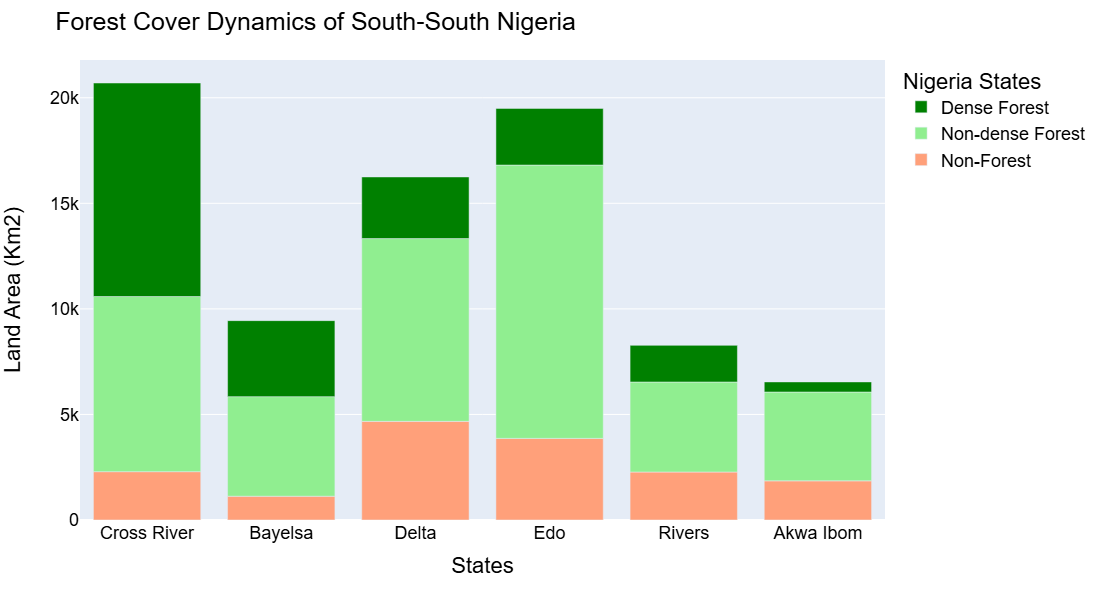 Forest Cover Dynamics of South-South Nigeria
Nigeria States
Dense Forest
Non-dense Forest
Non-Forest
Land Area (Km2)
20k
15k
10k
5k
0
Cross River
Bayelsa
Delta
Edo
Rivers
Akwa Ibom
States